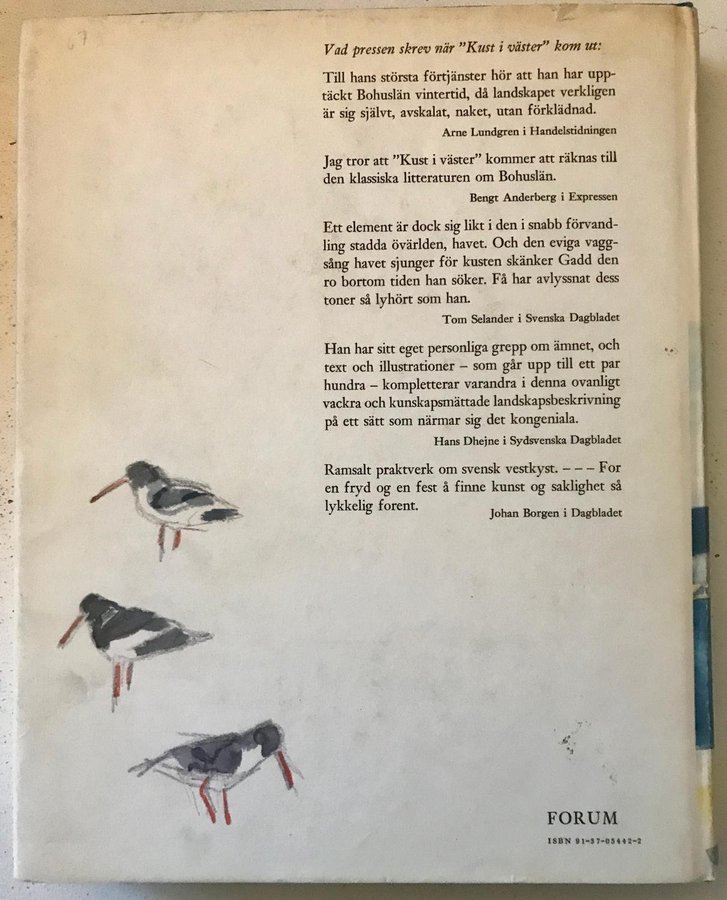 67
Vad pressen skrev när ”Kust i väster” kom ut:
Till hans största förtjänster hör att han har upp-
täckt Bohuslän vintertid, då landskapet verkligen
är sig självt, avskalat, naket, utan förklädnad.
Arne Lundgren i Handelstidningen
Jag tror att ”Kust i väster” kommer att räknas till
den klassiska litteraturen om Bohuslän.
Bengt Anderberg i Expressen
Ett element är dock sig likt i den i snabb förvand-
ling stadda övärlden, havet. Och den eviga vagg-
sång havet sjunger för kusten skänker Gadd den
ro bortom tiden han söker. Få har avlyssnat dess
toner så lyhört som han.
Tom Selander i Svenska Dagbladet
Han har sitt eget personliga grepp om ämnet, och
text och illustrationer – som går upp till ett par
hundra – kompletterar varandra i denna ovanligt
vackra och kunskapsmättade landskapsbeskrivning
på ett sätt som närmar sig det kongeniala.
Hans Dhejne i Sydsvenska Dagbladet
Ramsalt praktverk om svensk vestkyst. – – – For
en fryd og en fest å finne kunst og saklighet så
lykkelig forent.
Johan Borgen i Dagbladet
FORUM
ISBN 91-37-05442-2